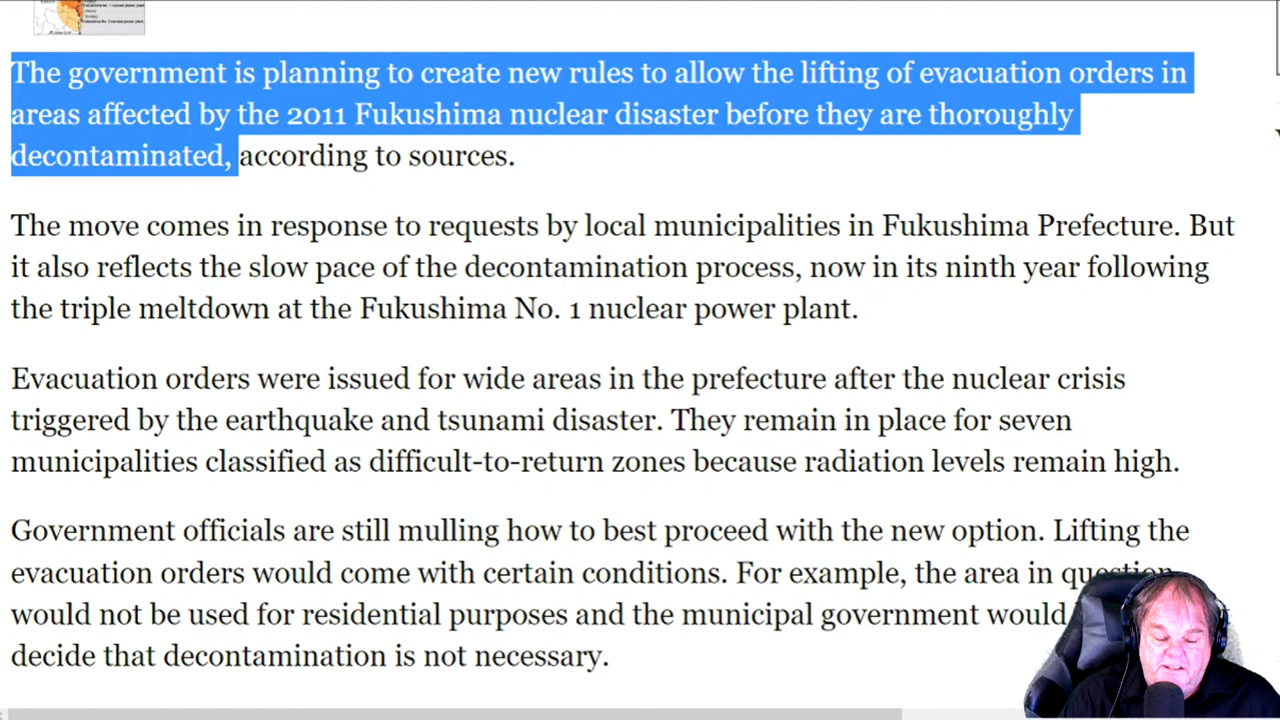 The government is planning to create new rules to allow the lifting of evacuation orders in
areas affected by the 2011 Fukushima nuclear disaster before they are thoroughly
decontaminated, according to sources.
The move comes in response to requests by local municipalities in Fukushima Prefecture. But
it also reflects the slow pace of the decontamination process, now in its ninth year following
the triple meltdown at the Fukushima No. 1 nuclear power plant.
Evacuation orders were issued for wide areas in the prefecture after the nuclear crisis
triggered by the earthquake and tsunami disaster. They remain in place for seven
municipalities classified as difficult-to-return zones because radiation levels remain high.
Government officials are still mulling how to best proceed with the new option. Lifting the
evacuation orders would come with certain conditions. For example, the area in question
would not be used for residential purposes and the municipal government would
decide that decontamination is not necessary.